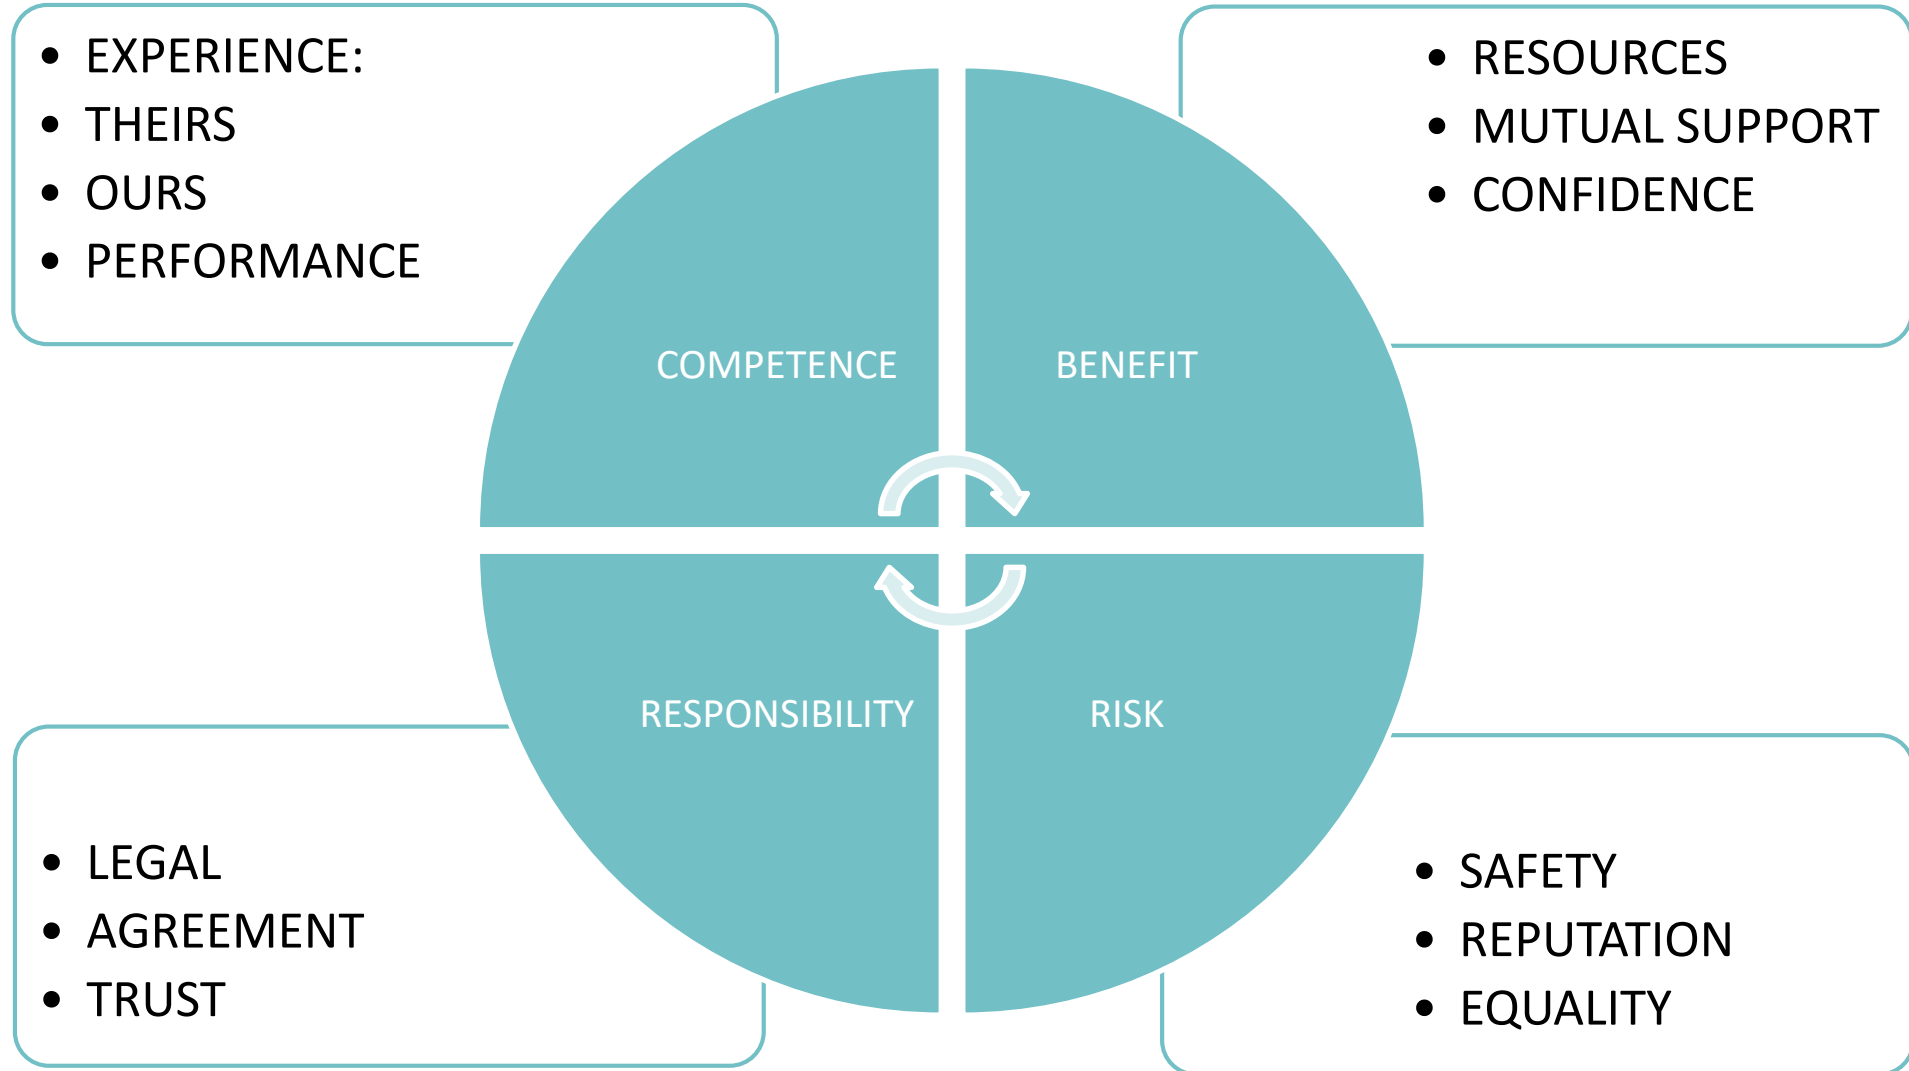 • EXPERIENCE:
• THEIRS
• OURS
• PERFORMANCE
• RESOURCES
• MUTUAL SUPPORT
• CONFIDENCE
COMPETENCE
BENEFIT
RESPONSIBILITY
RISK
• LEGAL
• AGREEMENT
• TRUST
• SAFETY
• REPUTATION
• EQUALITY